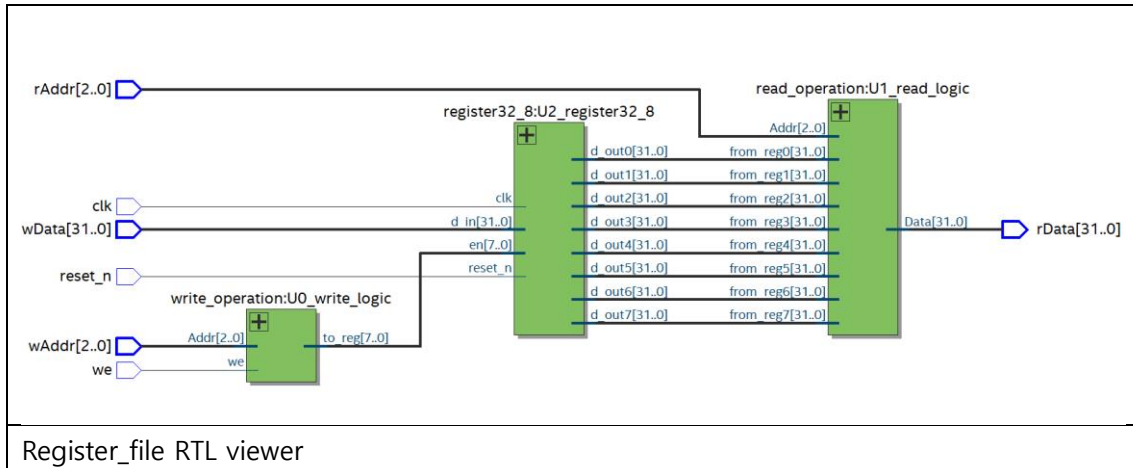 rAddr[2..0]
read_operation:U1_read_logic
register32_8:U2_register32_8
Addr[2..0]
d_out0[31..0] from_reg0[31..0]
d_out1[31..0] from_reg1[31..0]
clk clk d_out2[31..0] from_reg2[31..0]
wData[31..0] d_in[31..0] d_out3[31..0] from_reg3[31..0] Data[31..0] rData[31..0]
en[7..0] d_out4[31..0] from_reg4[31..0]
reset_n reset_n d_out5[31..0] from_reg5[31..0]
d_out6[31..0] from_reg6[31..0]
write_operation:U0_write_logic
d_out7[31..0] from_reg7[31..0]
wAddr[2..0] Addr[2..0] to_reg[7..0]
we we
Register_file RTL viewer